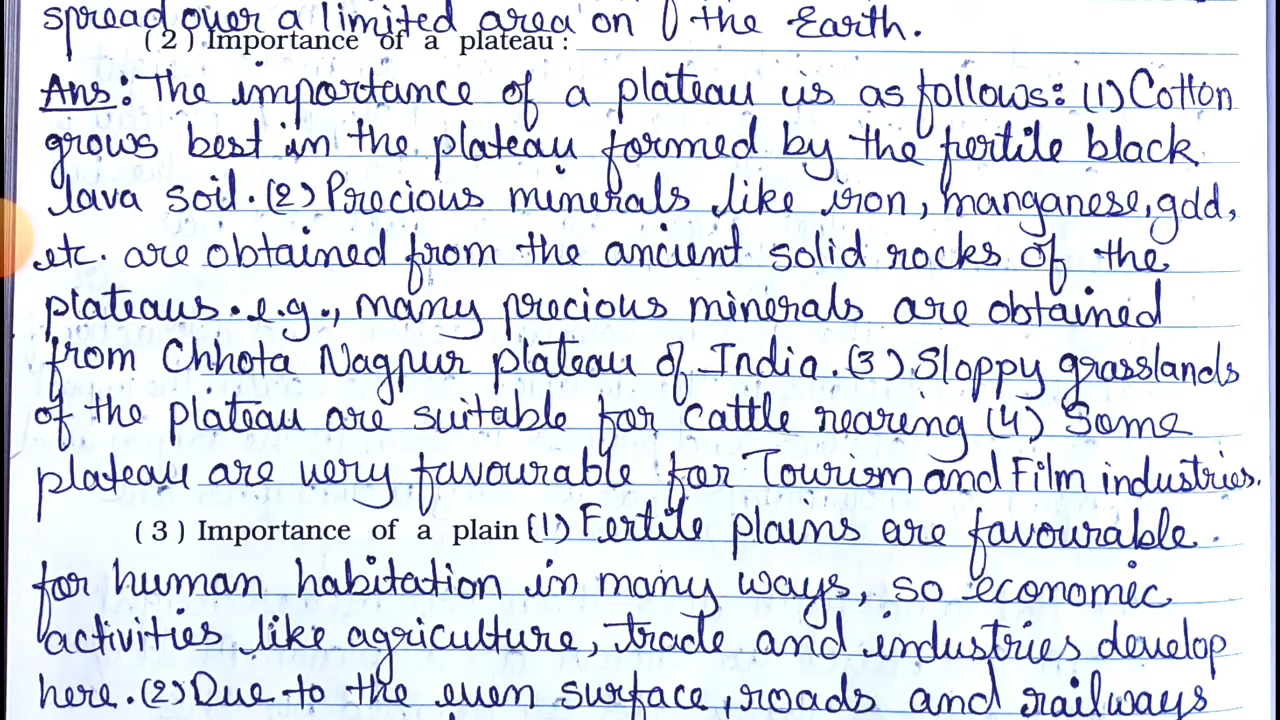 spread over a limited area on the Earth.
(2) Importance of a plateau:
Ans: The importance of a plateau is as follows: (1) Cotton
grows best in the plateau formed by the fertile black
lava soil. (2) Precious minerals like iron, manganese, gold,
etc. are obtained from the ancient solid rocks of the
plateaus. e.g., many precious minerals are obtained
from Chhota Nagpur plateau of India. (3) Sloppy grasslands
of the plateau are suitable for cattle rearing (4) Some
plateau are very favourable for Tourism and Film industries.
(3) Importance of a plain (1) Fertile plains are favourable
for human habitation in many ways, so economic
activities like agriculture, trade and industries develop
here. (2) Due to the even surface, roads and railways